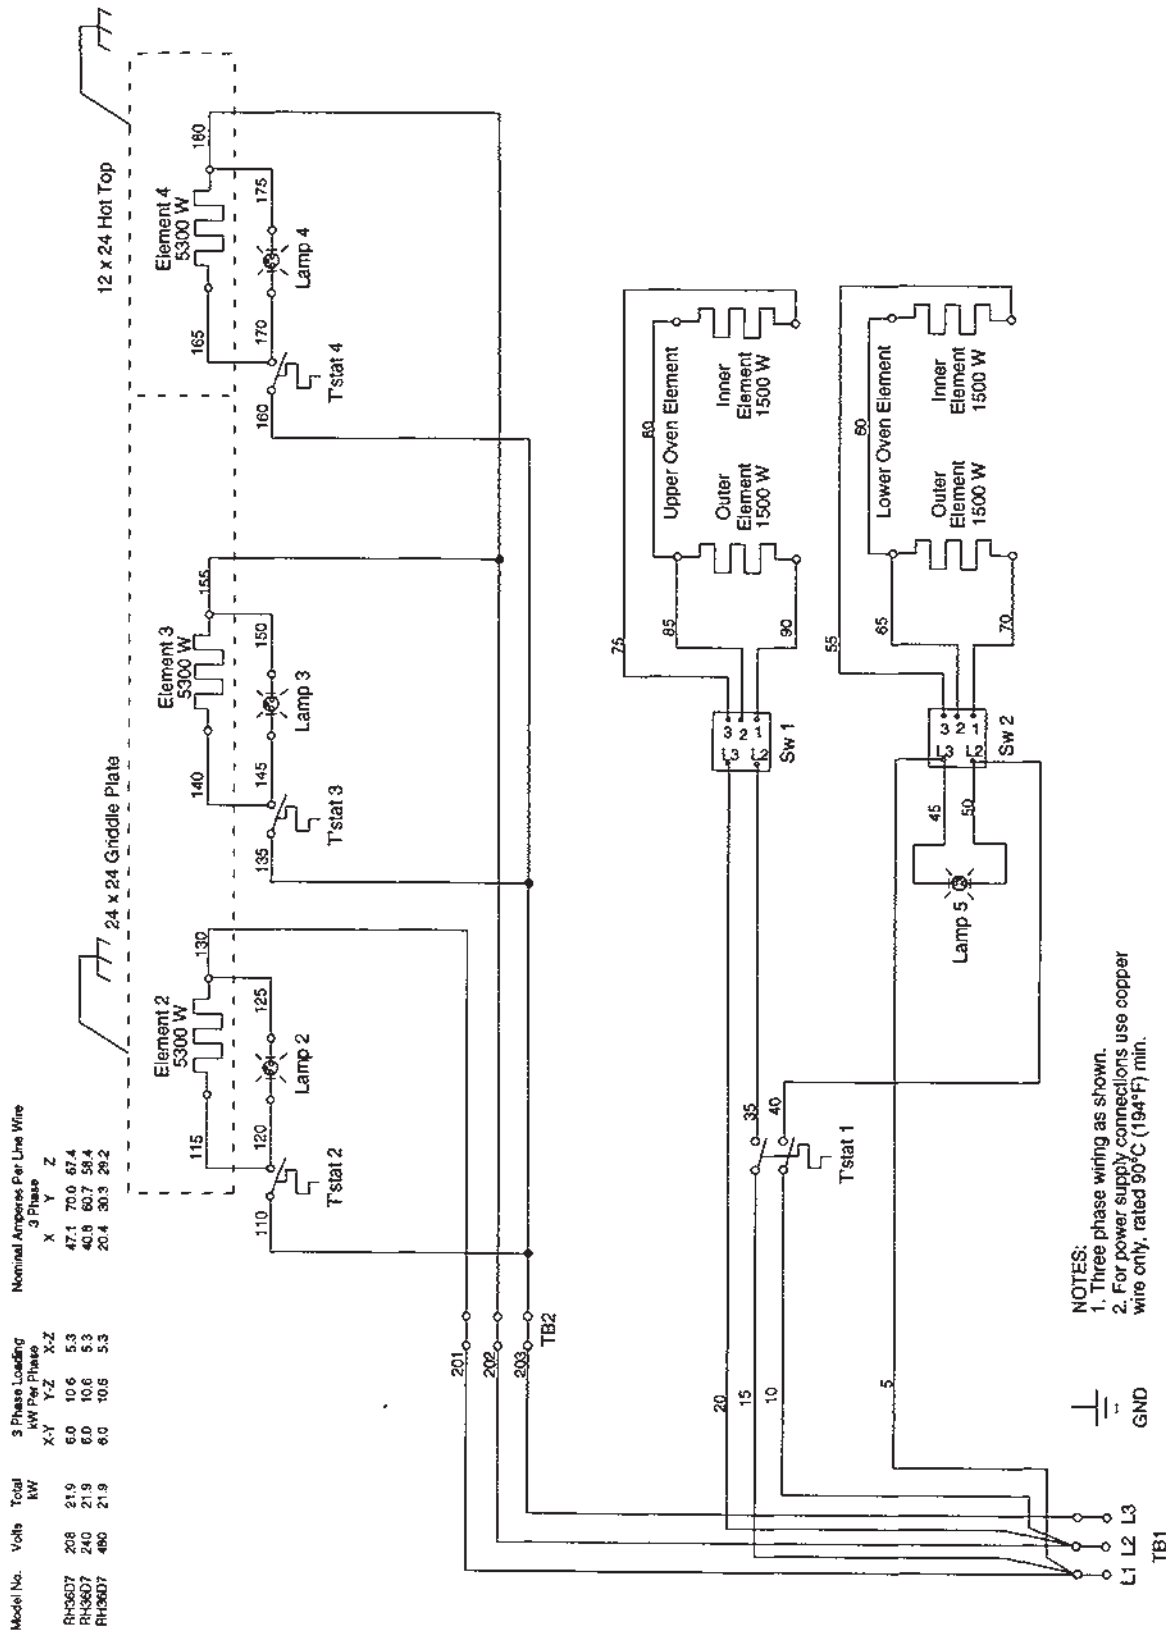 Model No. Volts Total kW 3 Phase Loading kW Per Phase Nominal Amperes Per Line Wire 3 Phase
X-Y Y-Z X-Z X Y Z
RH36D7 208 21.9 6.0 10.6 5.3 47.1 70.0 67.4
RH36D7 240 21.9 6.0 10.6 5.3 40.8 60.7 58.4
RH36D7 480 21.9 6.0 10.6 5.3 20.4 30.3 29.2
24 x 24 Griddle Plate
12 x 24 Hot Top
Element 2
5300 W
115
130
120
125
Lamp 2
110
T'stat 2
Element 3
5300 W
140
155
145
150
Lamp 3
135
T'stat 3
Element 4
5300 W
165
180
170
175
Lamp 4
160
T'stat 4
201
202
203
TB2
75
80
Upper Oven Element
85
90
Outer
Element
1500 W
Inner
Element
1500 W
3
2
1
L3
L2
Sw 1
55
60
Lower Oven Element
65
70
Outer
Element
1500 W
Inner
Element
1500 W
3
2
1
L3
L2
Sw 2
45
50
Lamp 5
20
15
10
5
35
40
T'stat 1
L1
L2
L3
TB1
GND
NOTES:
1. Three phase wiring as shown.
2. For power supply connections use copper
wire only, rated 90°C (194°F) min.